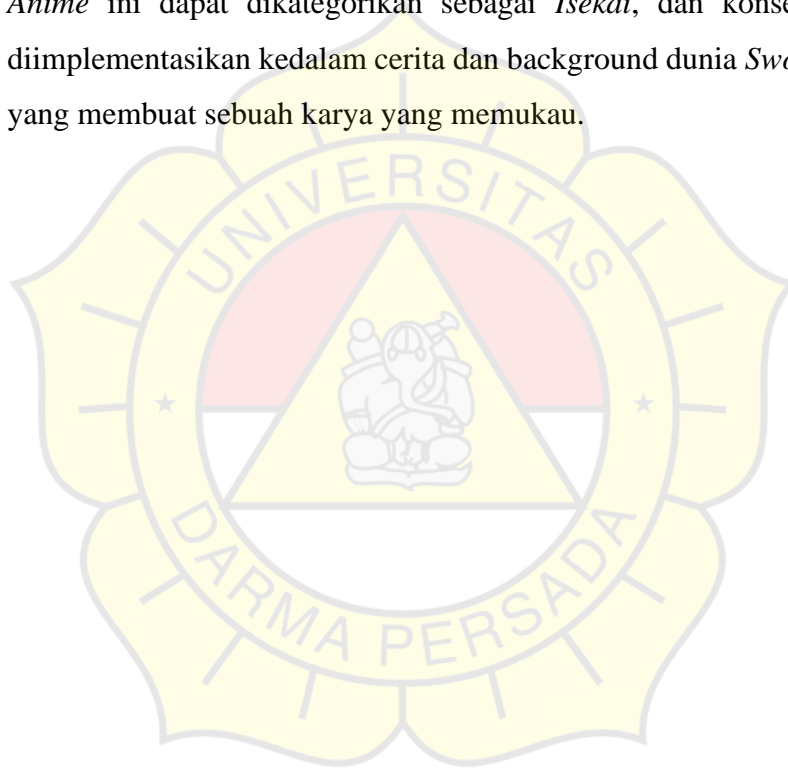 Anime ini dapat dikategorikan sebagai Isekai, dan konse
diimplementasikan kedalam cerita dan background dunia Swo
yang membuat sebuah karya yang memukau.
UNIVERSITAS
DARMA PERSADA